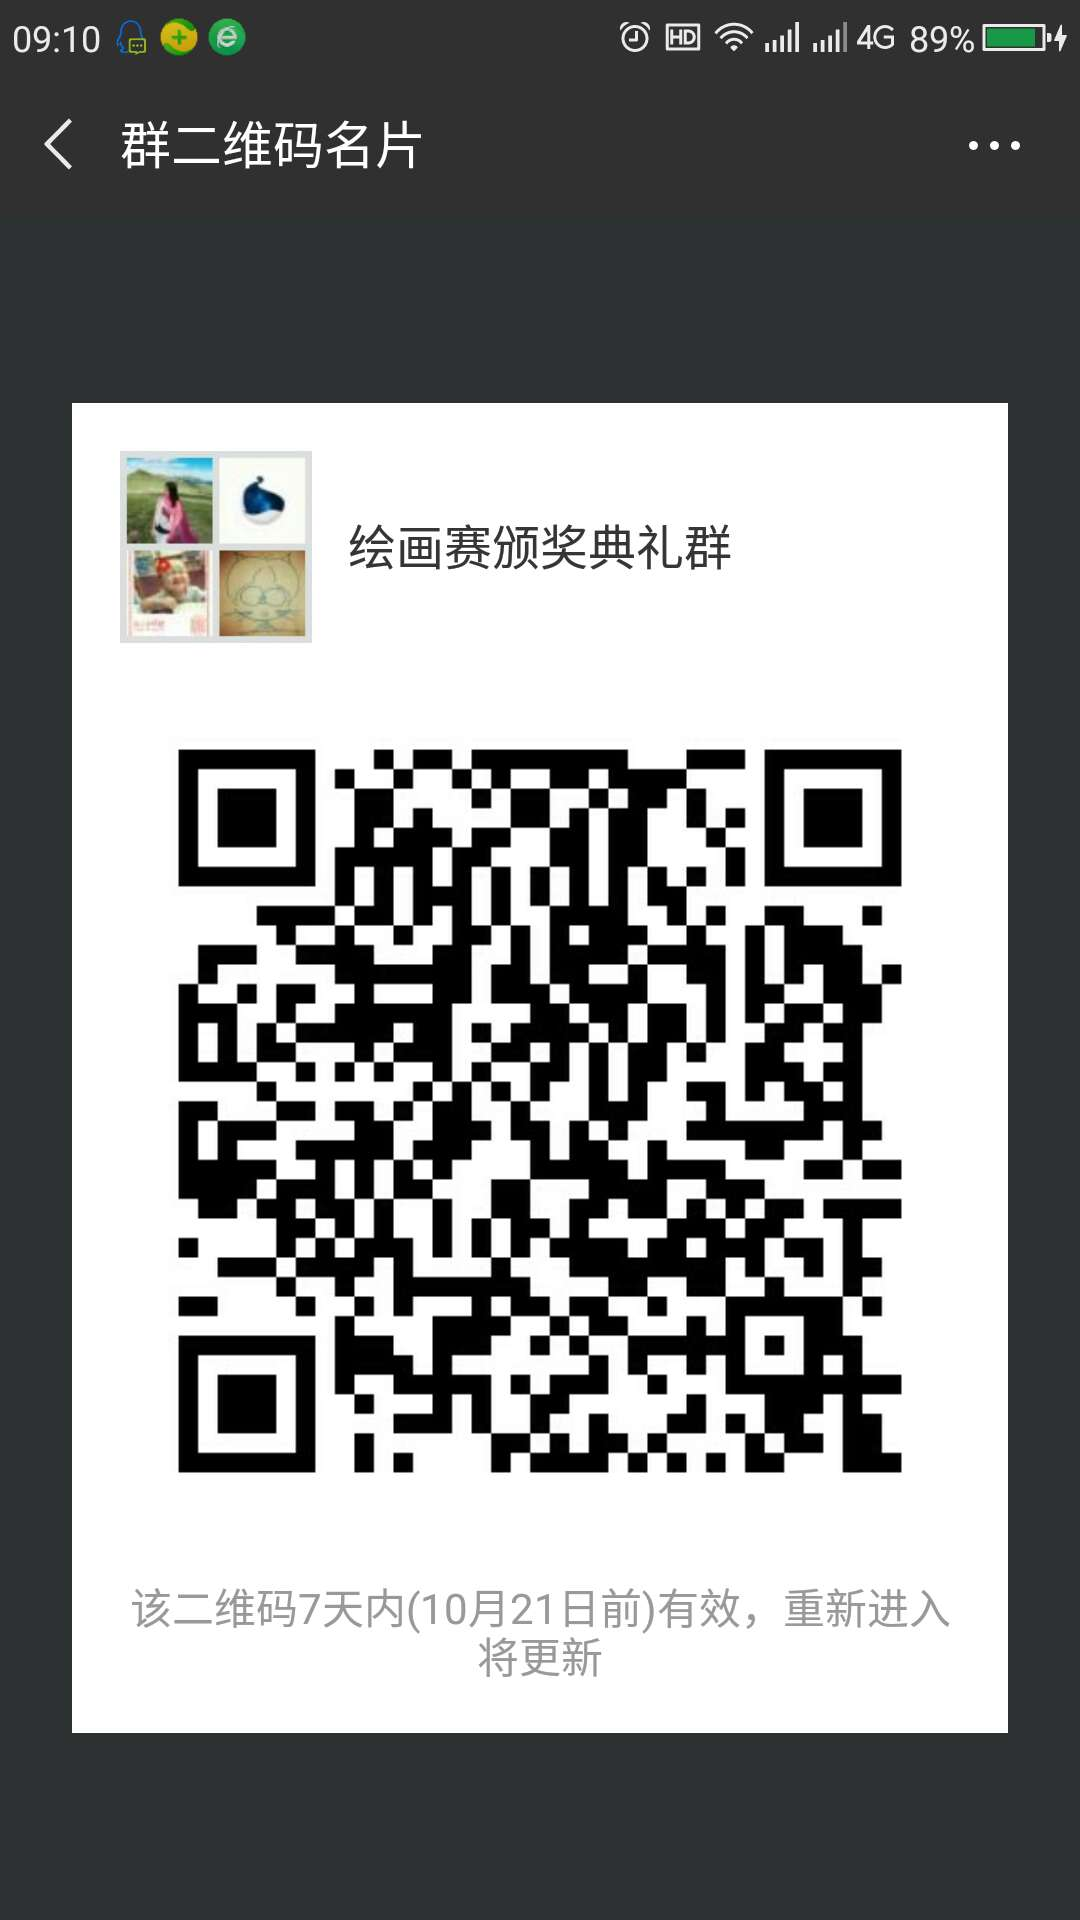 09:10 HD 4G 89%
群二维码名片
绘画赛颁奖典礼群
该二维码7天内(10月21日前)有效，重新进入
将更新